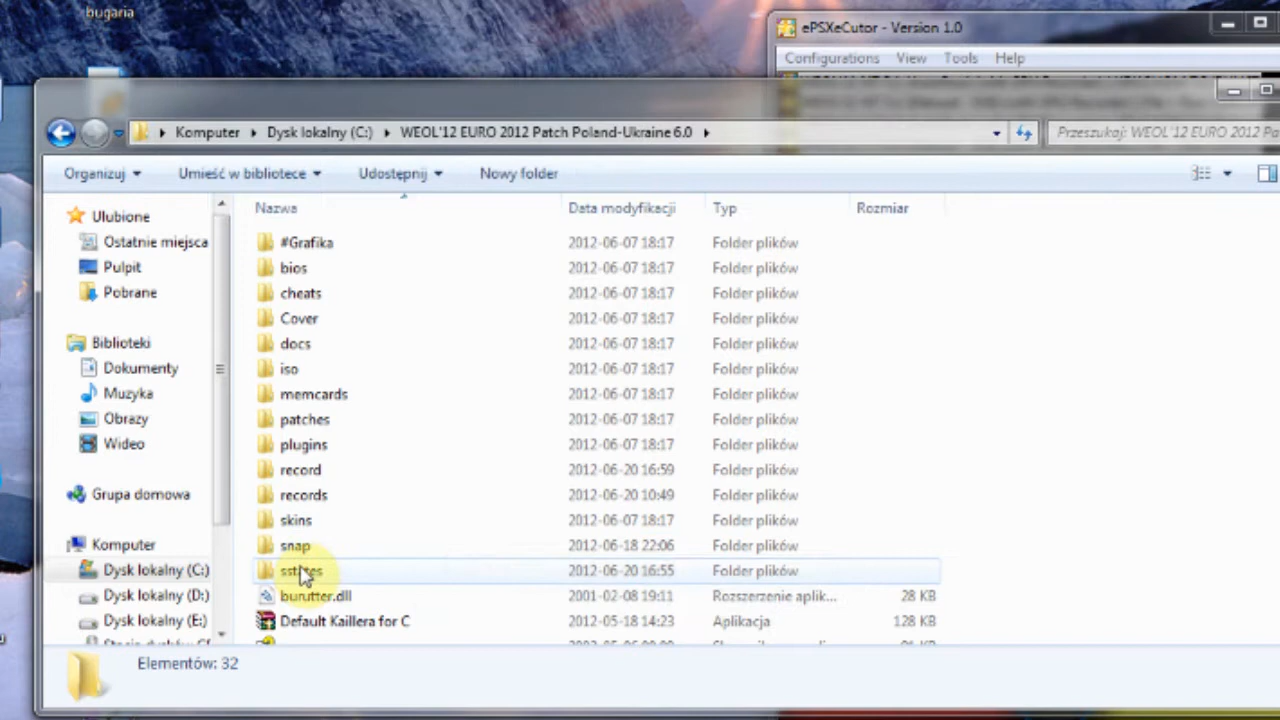 bugaria
ePSXeCutor - Version 1.0
Configurations View Tools Help
Komputer Dysk lokalny (C:) WEOL'12 EURO 2012 Patch Poland-Ukraine 6.0
Przeszukaj: WEOL'12 EURO 2012 Pa
Organizuj Umieść w bibliotece Udostępnij Nowy folder
Nazwa Data modyfikacji Typ Rozmiar
Ulubione
Ostatnie miejsca
Pulpit
Pobrane
Biblioteki
Dokumenty
Muzyka
Obrazy
Wideo
Grupa domowa
Komputer
Dysk lokalny (C:)
Dysk lokalny (D:)
Dysk lokalny (E:)
#Grafika 2012-06-07 18:17 Folder plików
bios 2012-06-07 18:17 Folder plików
cheats 2012-06-07 18:17 Folder plików
Cover 2012-06-07 18:17 Folder plików
docs 2012-06-07 18:17 Folder plików
iso 2012-06-07 18:17 Folder plików
memcards 2012-06-07 18:17 Folder plików
patches 2012-06-07 18:17 Folder plików
plugins 2012-06-07 18:17 Folder plików
record 2012-06-20 16:59 Folder plików
records 2012-06-20 10:49 Folder plików
skins 2012-06-07 18:17 Folder plików
snap 2012-06-18 22:06 Folder plików
sstates 2012-06-20 16:55 Folder plików
burutter.dll 2001-02-08 19:11 Rozszerzenie aplik... 28 KB
Default Kaillera for C 2012-05-18 14:23 Aplikacja 128 KB
Elementów: 32